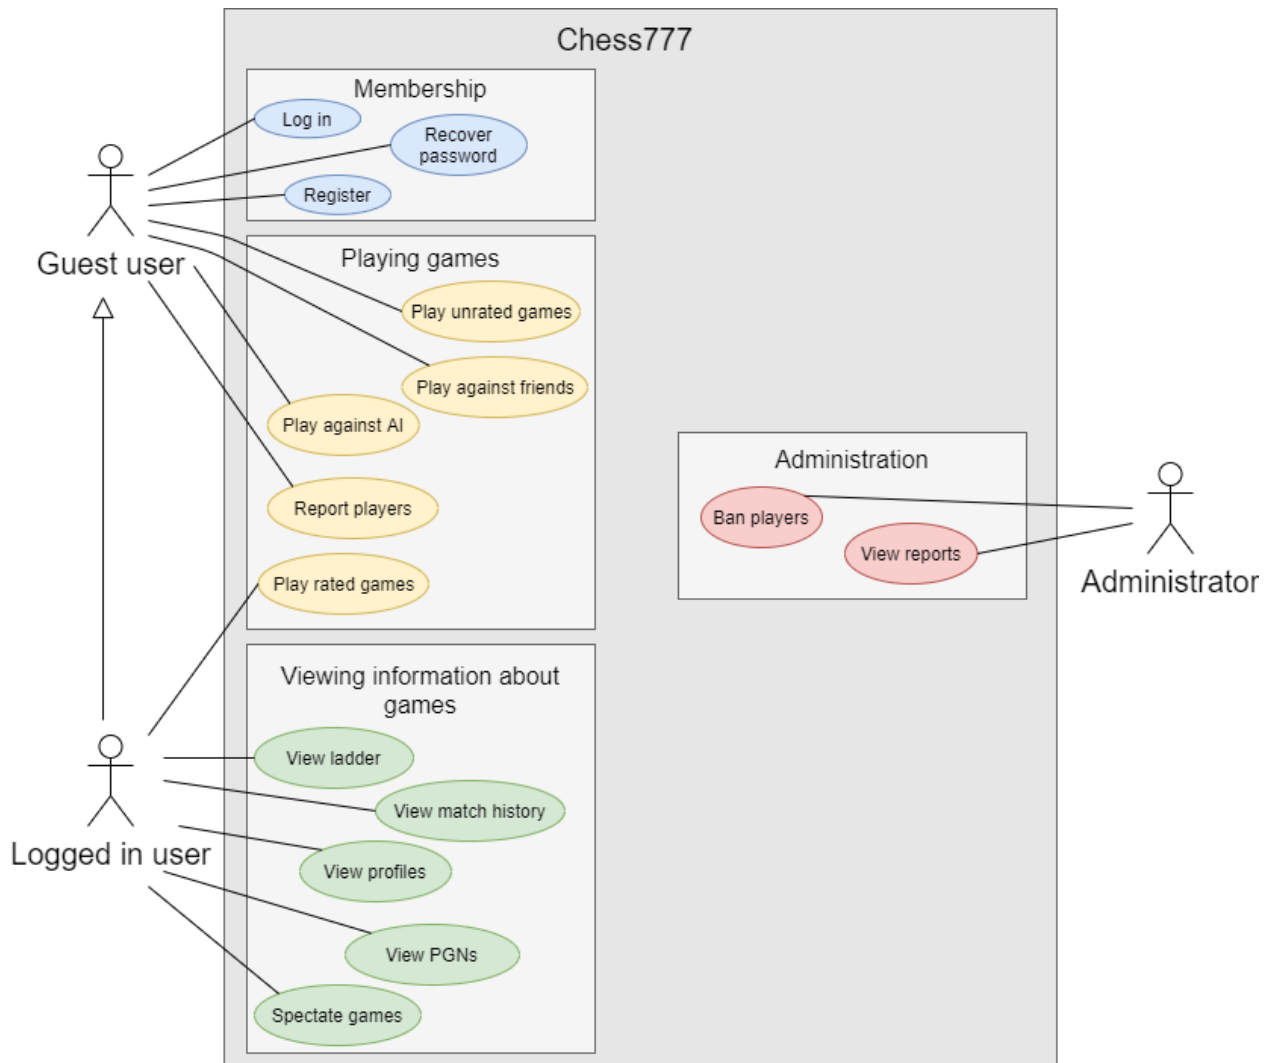 Chess777
Membership
Log in
Recover
password
Register
Guest user
Playing games
Play unrated games
Play against friends
Play against AI
Report players
Play rated games
Administration
Ban players
View reports
Administrator
Viewing information about
games
View ladder
View match history
View profiles
Logged in user
View PGNs
Spectate games